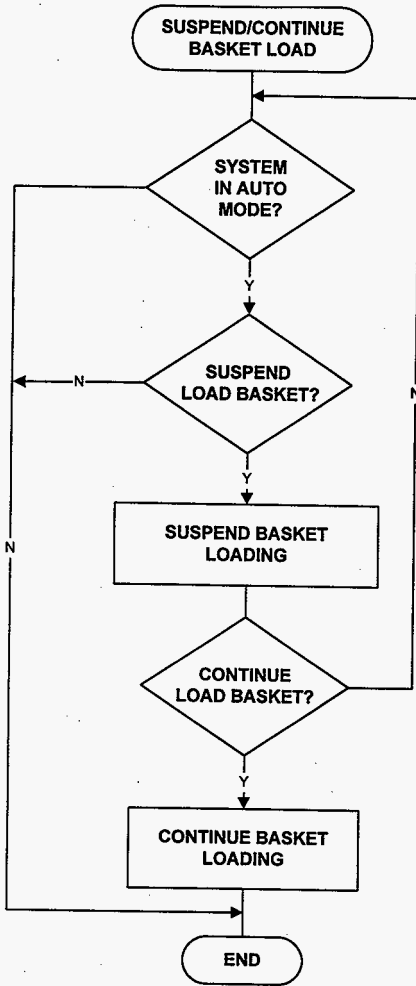 SUSPEND/CONTINUE
BASKET LOAD
SYSTEM
IN AUTO
MODE?
Y
SUSPEND
LOAD BASKET?
N
N
Y
SUSPEND BASKET
LOADING
N
CONTINUE
LOAD BASKET?
Y
CONTINUE BASKET
LOADING
END